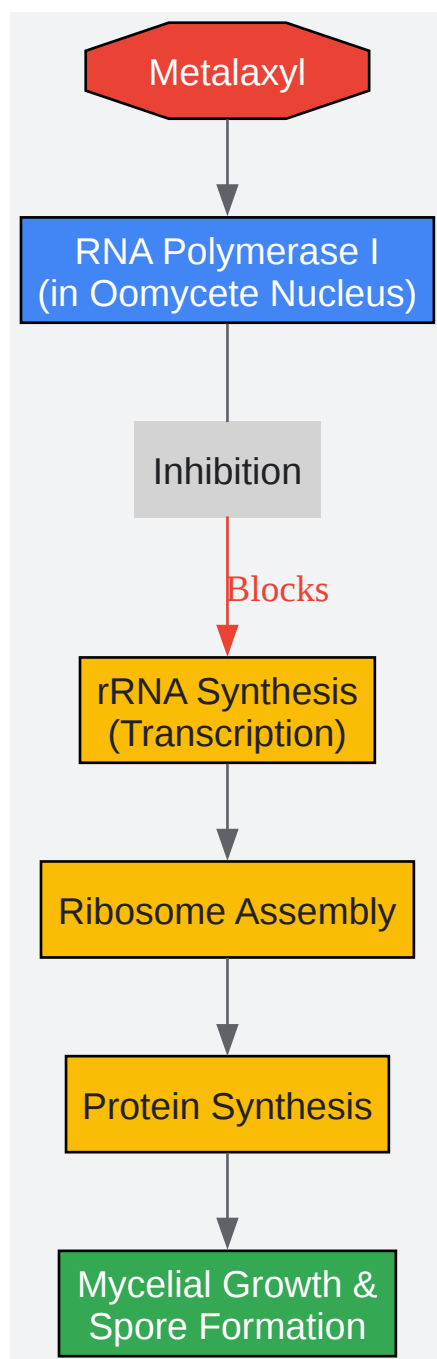 Metalaxyl
RNA Polymerase I
(in Oomycete Nucleus)
Inhibition
Blocks
rRNA Synthesis
(Transcription)
Ribosome Assembly
Protein Synthesis
Mycelial Growth &
Spore Formation